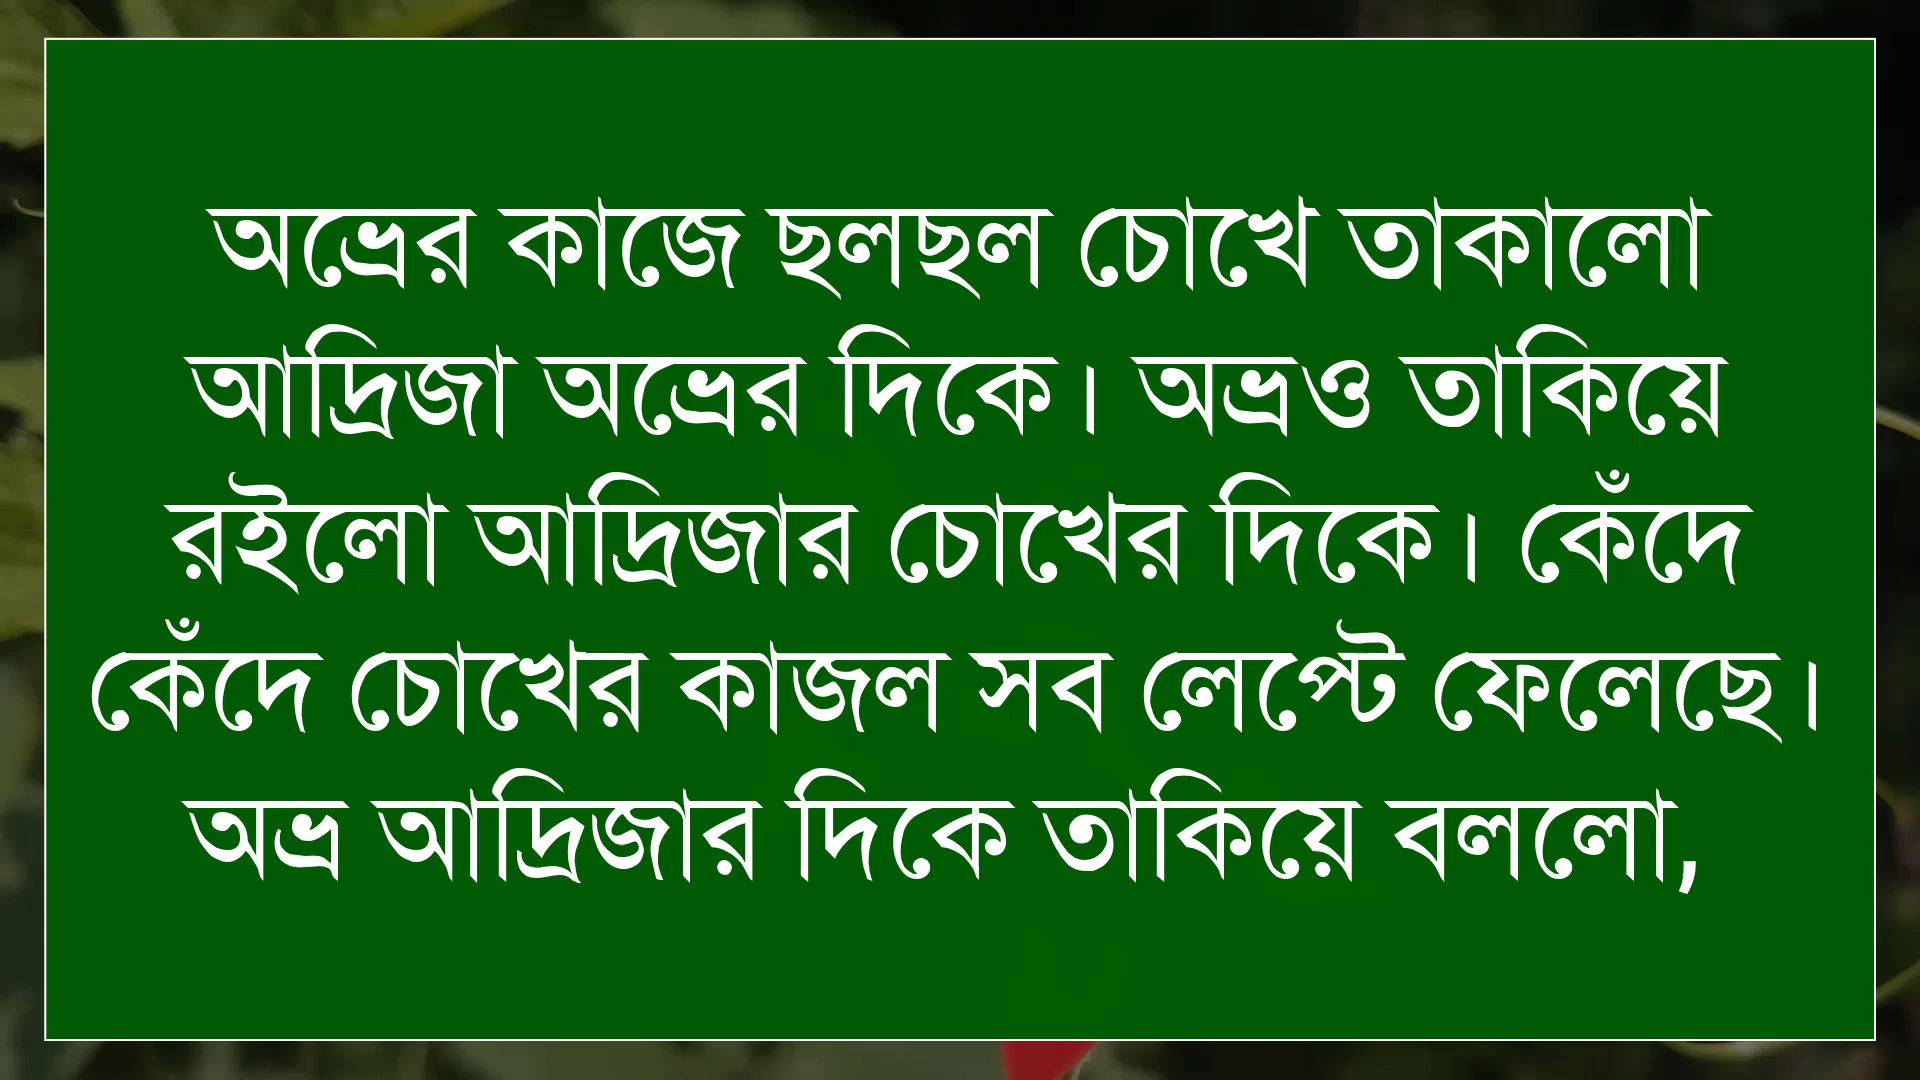 অভ্রের কাজে ছলছল চোখে তাকালো
আদ্রিজা অভ্রের দিকে। অভ্রও তাকিয়ে
রইলো আদ্রিজার চোখের দিকে। কেঁদে
কেঁদে চোখের কাজল সব লেপ্টে ফেলেছে।
অভ্র আদ্রিজার দিকে তাকিয়ে বললো,